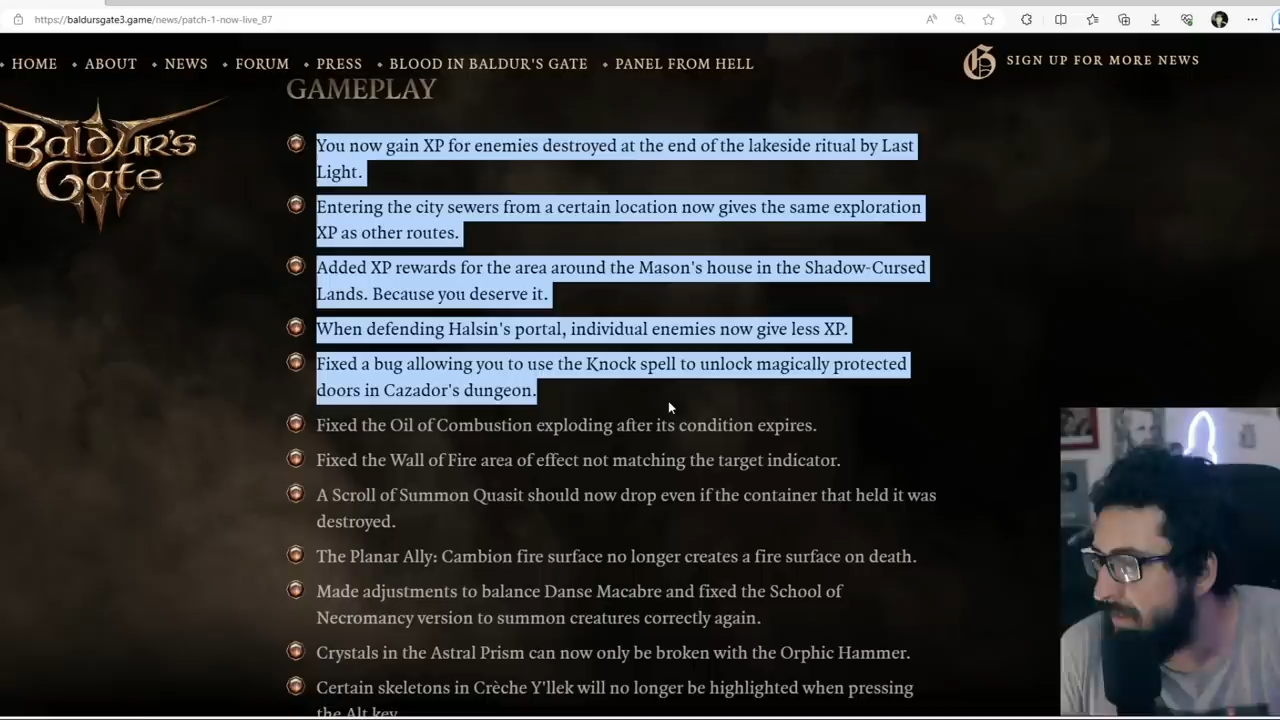 https://baldursgate3.game/news/patch-1-now-live_87
HOME
ABOUT
NEWS
FORUM
PRESS
BLOOD IN BALDUR'S GATE
PANEL FROM HELL
SIGN UP FOR MORE NEWS
Baldur's
Gate
GAMEPLAY
You now gain XP for enemies destroyed at the end of the lakeside ritual by Last
Light.
Entering the city sewers from a certain location now gives the same exploration
XP as other routes.
Added XP rewards for the area around the Mason's house in the Shadow-Cursed
Lands. Because you deserve it.
When defending Halsin's portal, individual enemies now give less XP.
Fixed a bug allowing you to use the Knock spell to unlock magically protected
doors in Cazador's dungeon.
Fixed the Oil of Combustion exploding after its condition expires.
Fixed the Wall of Fire area of effect not matching the target indicator.
A Scroll of Summon Quasit should now drop even if the container that held it was
destroyed.
The Planar Ally: Cambion fire surface no longer creates a fire surface on death.
Made adjustments to balance Danse Macabre and fixed the School of
Necromancy version to summon creatures correctly again.
Crystals in the Astral Prism can now only be broken with the Orphic Hammer.
Certain skeletons in Crèche Y'llek will no longer be highlighted when pressing
the Alt key.